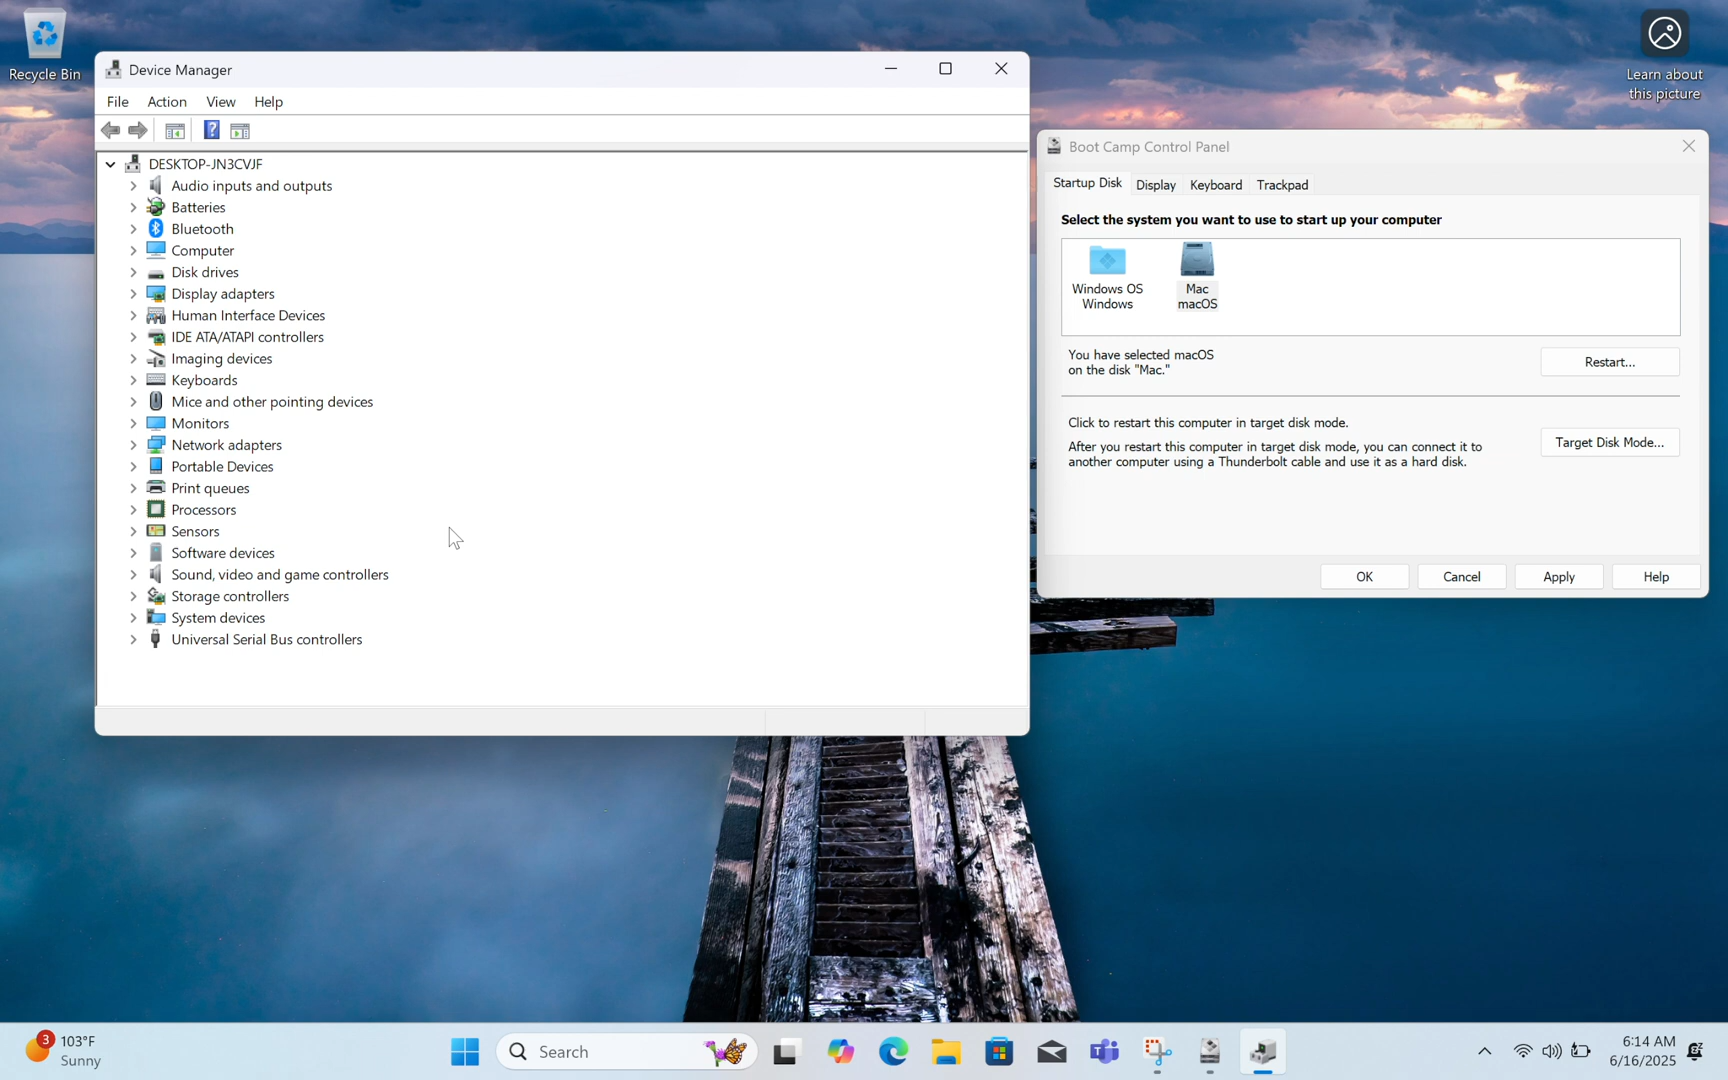 Recycle Bin
Learn about
this picture
Device Manager
File Action View Help
DESKTOP-JN3CVJF
Audio inputs and outputs
Batteries
Bluetooth
Computer
Disk drives
Display adapters
Human Interface Devices
IDE ATA/ATAPI controllers
Imaging devices
Keyboards
Mice and other pointing devices
Monitors
Network adapters
Portable Devices
Print queues
Processors
Sensors
Software devices
Sound, video and game controllers
Storage controllers
System devices
Universal Serial Bus controllers
Boot Camp Control Panel
Startup Disk Display Keyboard Trackpad
Select the system you want to use to start up your computer
Windows OS
Windows
Mac
macOS
You have selected macOS
on the disk "Mac."
Restart...
Click to restart this computer in target disk mode.
After you restart this computer in target disk mode, you can connect it to
another computer using a Thunderbolt cable and use it as a hard disk.
Target Disk Mode...
OK Cancel Apply Help
3
103°F
Sunny
Search
6:14 AM
6/16/2025